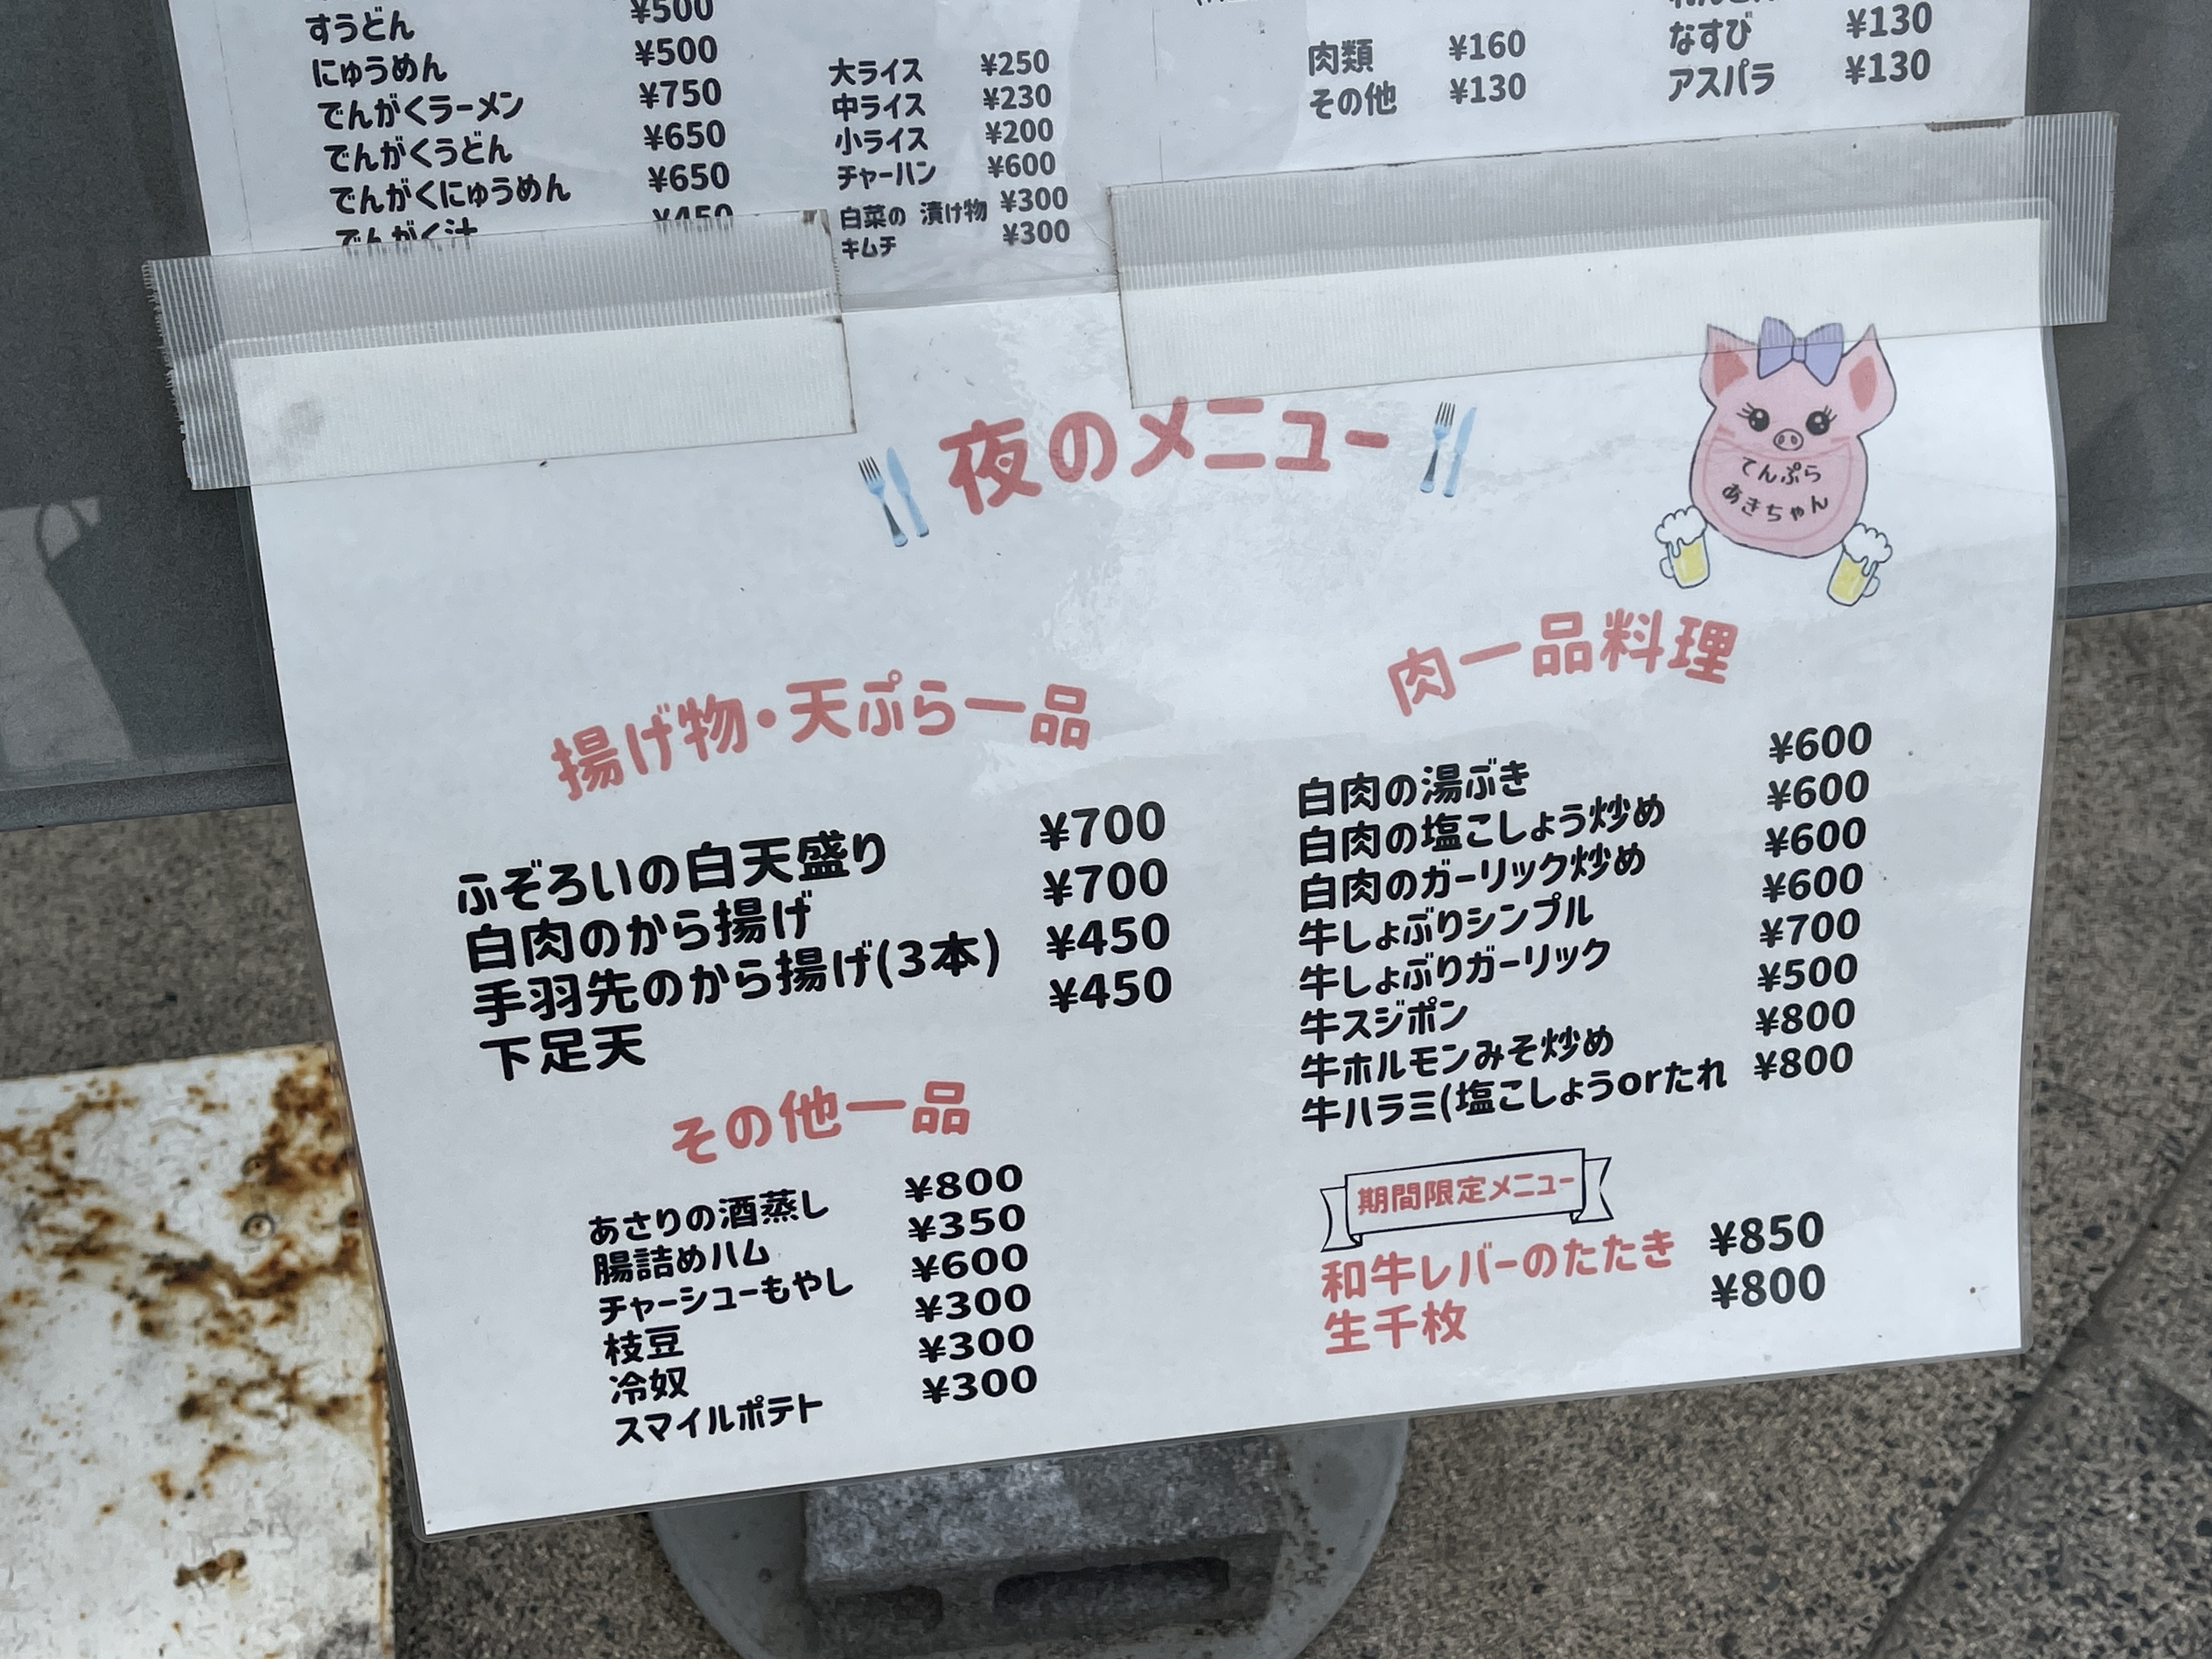 ¥500
すうどん ¥500
にゅうめん ¥750
でんがくラーメン ¥650
でんがくうどん ¥650
でんがくにゅうめん ¥450
でんがく汁
大ライス ¥250
中ライス ¥230
小ライス ¥200
チャーハン ¥600
白菜の 漬け物 ¥300
キムチ ¥300
肉類 ¥160
その他 ¥130
なすび ¥130
アスパラ ¥130
夜のメニュー
てんぷら
あきちゃん
揚げ物・天ぷら一品
ふぞろいの白天盛り ¥700
白肉のから揚げ ¥700
手羽先のから揚げ(3本) ¥450
下足天 ¥450
その他一品
あさりの酒蒸し ¥800
腸詰めハム ¥350
チャーシューもやし ¥600
枝豆 ¥300
冷奴 ¥300
スマイルポテト ¥300
肉一品料理
白肉の湯ぶき ¥600
白肉の塩こしょう炒め ¥600
白肉のガーリック炒め ¥600
牛しょぶりシンプル ¥600
牛しょぶりガーリック ¥700
牛スジポン ¥500
牛ホルモンみそ炒め ¥800
牛ハラミ(塩こしょうorたれ ¥800
期間限定メニュー
和牛レバーのたたき ¥850
生千枚 ¥800